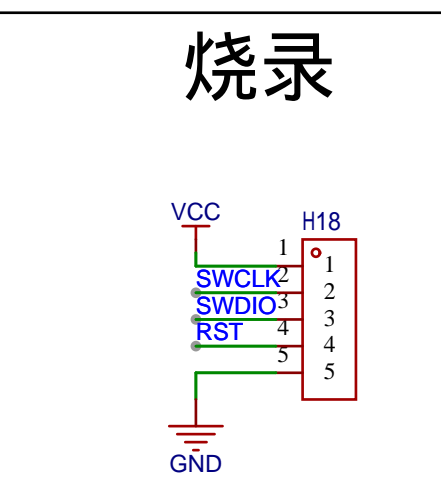 烧录
VCC
H18
1 1
SWCLK 2 2
SWDIO 3 3
RST 4 4
5 5
GND